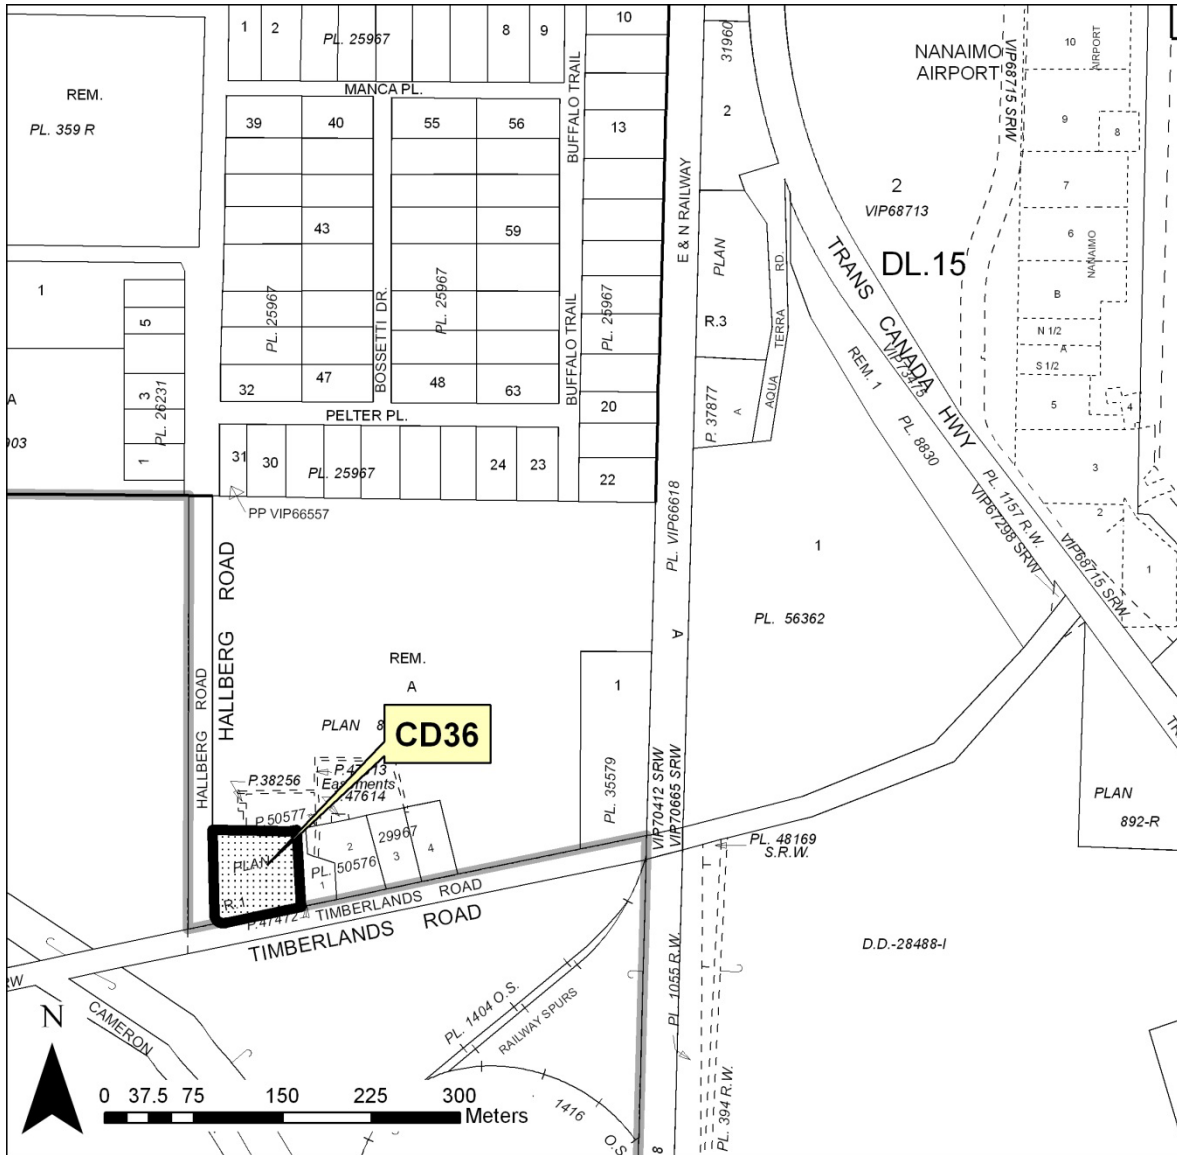 1
2
PL. 25967
8
9
10
31960
NANAIMO
AIRPORT
VIP68715 SRW
10
AIRPORT
REM.
PL. 359 R
MANCA PL.
BUFFALO TRAIL
39
40
55
56
13
2
9
8
E & N RAILWAY
2
VIP68713
7
43
59
6
NANAIMO
PLAN
RD.
TRANS CANADA HWY
DL.15
1
5
PL. 25967
BOSSETTI DR.
PL. 25967
BUFFALO TRAIL
PL. 25967
R.3
TERRA
B
N 1/2
A
S 1/2
VIP73475
REM. 1
A
903
3
1
PL. 26231
32
47
48
63
20
AQUA
P. 37877
A
5
4
PELTER PL.
PL. 8830
31
30
PL. 25967
24
23
22
3
2
PP VIP66557
PL. VIP66618
PL. 1157 R.W.
VIP67298 SRW
VIP68715 SRW
1
1
HALLBERG ROAD
HALLBERG ROAD
PL. 56362
A
REM.
A
PLAN 8
1
CD36
P.38256
P.47613
Easements
P.47614
P.50577
PL. 35579
VIP70412 SRW
VIP70665 SRW
PLAN
892-R
29967
2
3
4
PL. 50576
1
PLAN
R.1
P.47472
TIMBERLANDS ROAD
TIMBERLANDS ROAD
PL. 48169
S.R.W.
D.D.-28488-I
RW
CAMERON
PL. 1404 O.S.
RAILWAY SPURS
PL. 1055 R.W.
PL. 394 R.W.
1416
O.S
8
N
0 37.5 75 150 225 300
Meters